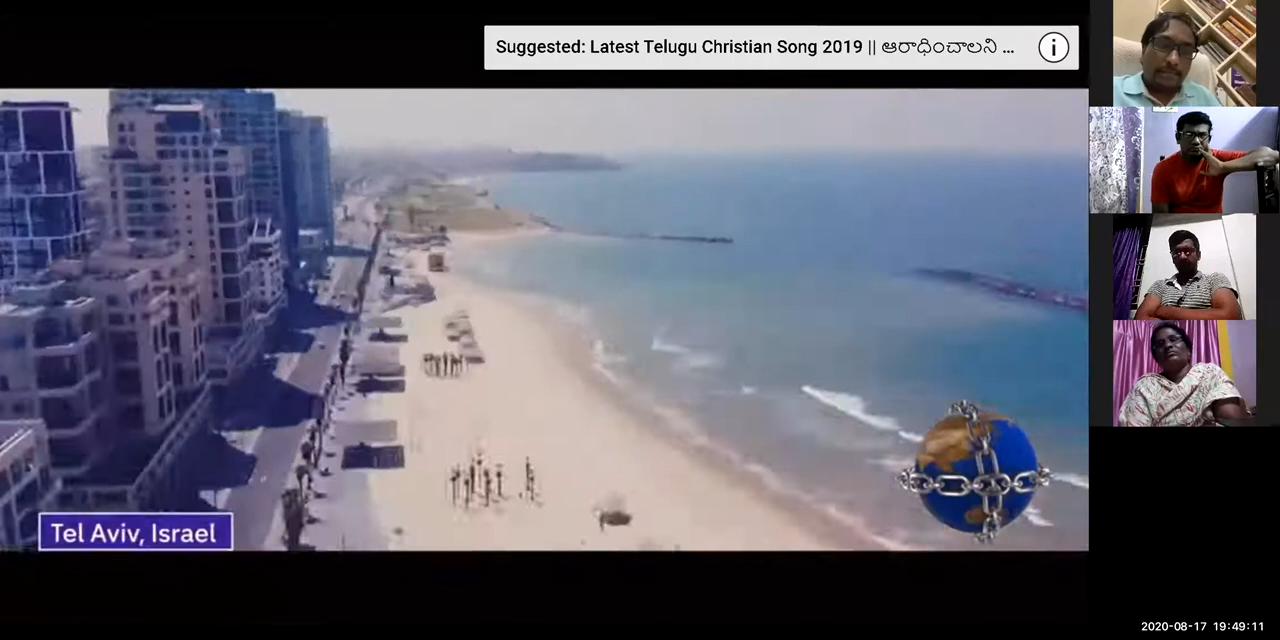 Suggested: Latest Telugu Christian Song 2019 || ఆరాధించాలని ...
Tel Aviv, Israel
2020-08-17 19:49:11